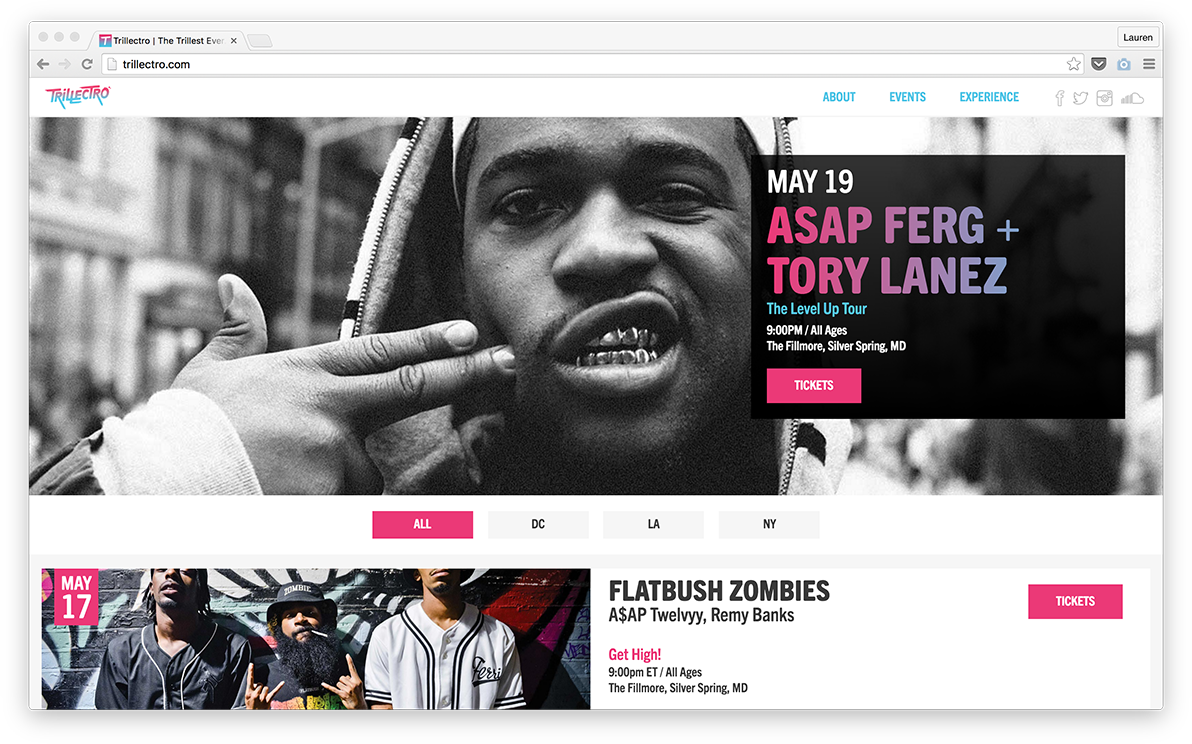 Trillectro | The Trillest Ever
Lauren
trillectro.com
TRILLECTRO
ABOUT
EVENTS
EXPERIENCE
MAY 19
ASAP FERG +
TORY LANEZ
The Level Up Tour
9:00PM / All Ages
The Fillmore, Silver Spring, MD
TICKETS
ALL
DC
LA
NY
MAY
17
ZOMBIE
FLATBUSH ZOMBIES
A$AP Twelvyy, Remy Banks
TICKETS
Get High!
9:00pm ET / All Ages
The Fillmore, Silver Spring, MD